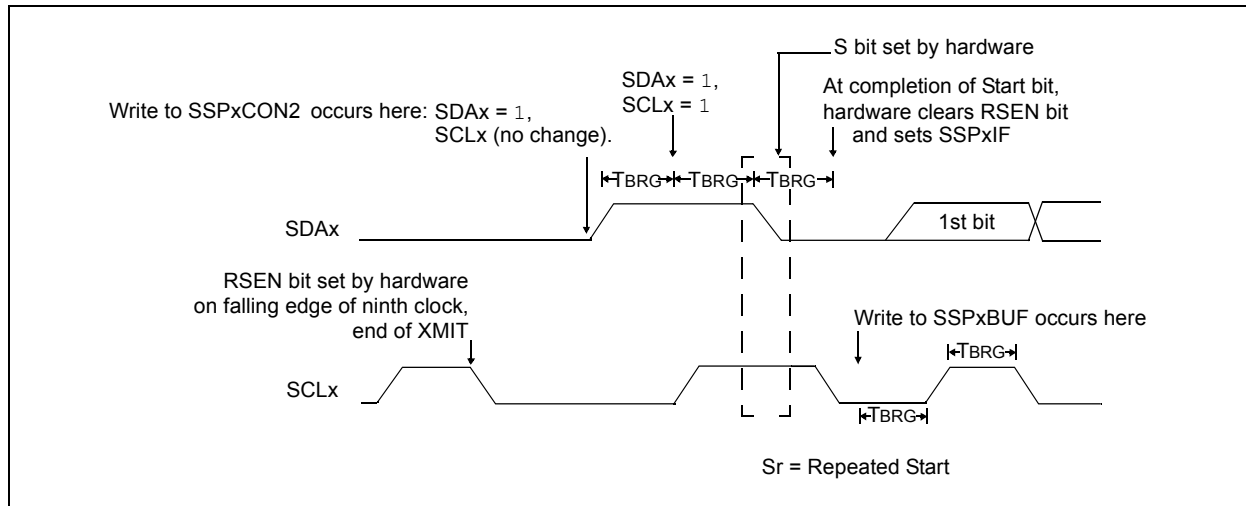 S bit set by hardware
SDAx = 1,
SCLx = 1
At completion of Start bit,
hardware clears RSEN bit
and sets SSPxIF
Write to SSPxCON2 occurs here: SDAx = 1,
SCLx (no change).
TBRG TBRG TBRG
SDAx
1st bit
RSEN bit set by hardware
on falling edge of ninth clock,
end of XMIT
Write to SSPxBUF occurs here
TBRG
SCLx
TBRG
Sr = Repeated Start